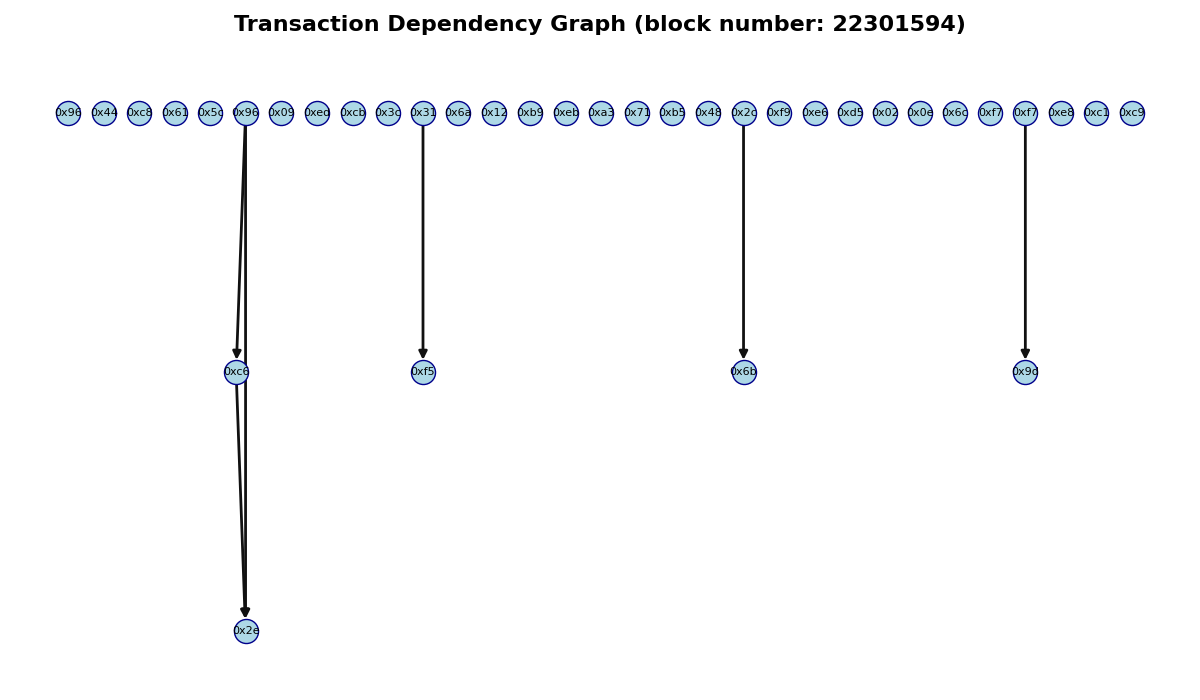 Transaction Dependency Graph (block number: 22301594)
0x96 0x44 0xc8 0x61 0x5c 0x96 0x09 0xed 0xcb 0x3c 0x31 0x6a 0x12 0xb9 0xeb 0xa3 0x71 0xb5 0x48 0x2c 0xf9 0xe6 0xd5 0x02 0x0e 0x6c 0xf7 0xf7 0xe8 0xc1 0xc9
0xc6 0xf5 0x6b 0x9d
0x2e